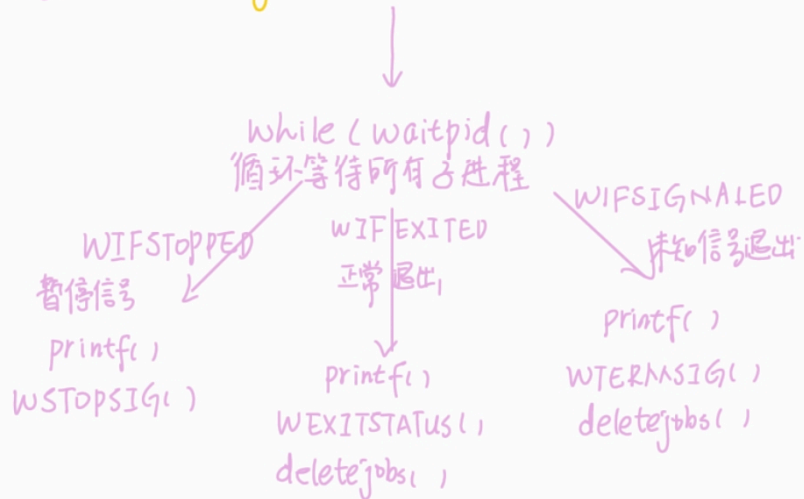 while ( waitpid ( ) )
循环等待所有子进程
WIFSTOPPED
暂停信号
printf( )
WSTOPSIG( )
WIFEXITED
正常退出
printf( )
WEXITSTATUS( )
deletejobs( )
WIFSIGNALED
未知信号退出
printf( )
WTERMSIG( )
deletejobs( )